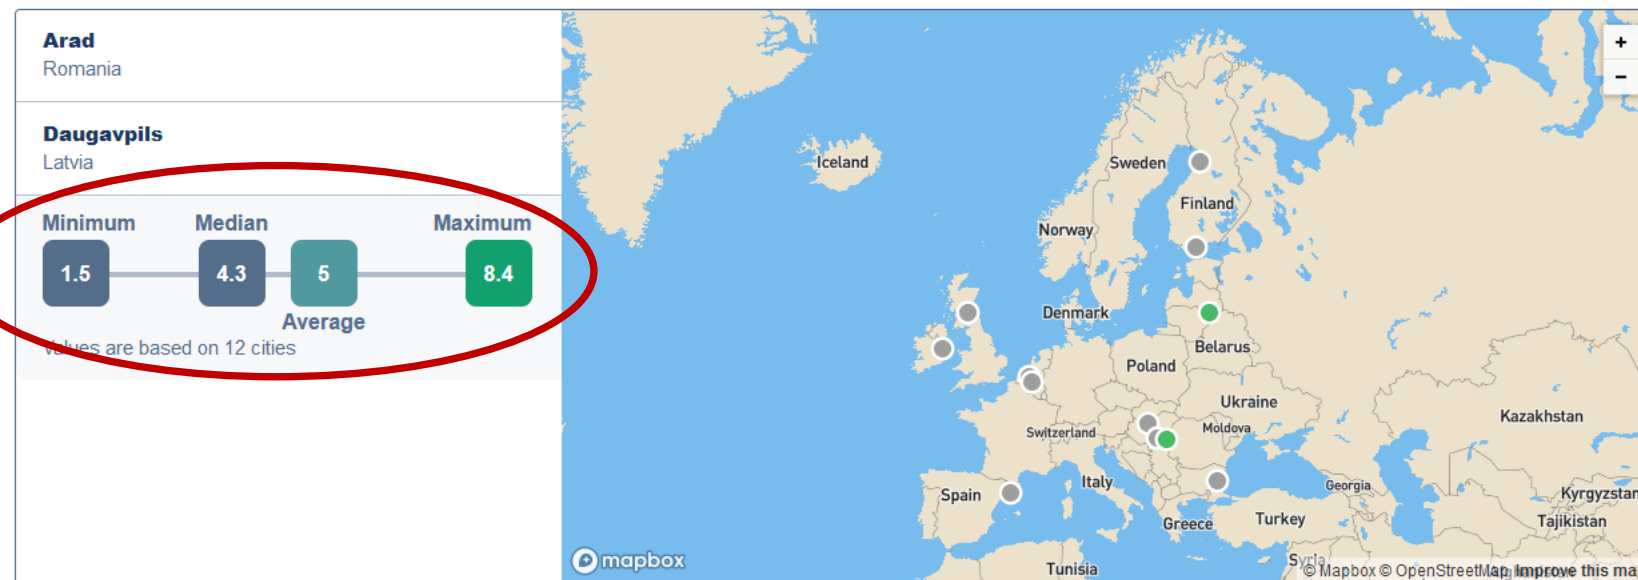 Arad
Romania
Daugavpils
Latvia
Minimum Median Maximum
1.5 4.3 5 8.4
Average
Values are based on 12 cities
+
−
Iceland
Sweden
Finland
Norway
Denmark
Belarus
Poland
Ukraine
Kazakhstan
Switzerland
Moldova
Italy
Spain
Georgia
Kyrgyzstan
Greece
Turkey
Tajikistan
Syria
Tunisia
mapbox
© Mapbox © OpenStreetMap Improve this ma